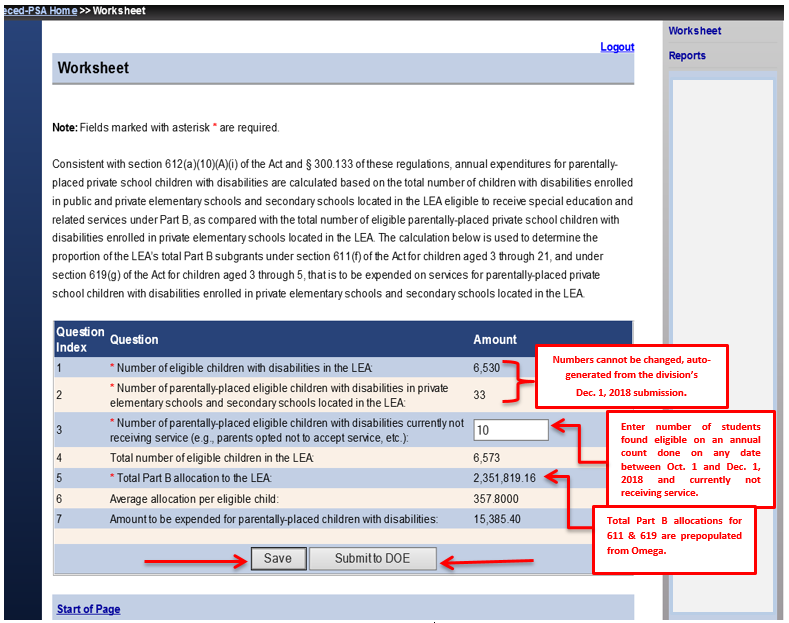 eced-PSA Home >> Worksheet
Worksheet
Reports
Logout
Worksheet
Note: Fields marked with asterisk * are required.
Consistent with section 612(a)(10)(A)(i) of the Act and § 300.133 of these regulations, annual expenditures for parentally-
placed private school children with disabilities are calculated based on the total number of children with disabilities enrolled
in public and private elementary schools and secondary schools located in the LEA eligible to receive special education and
related services under Part B, as compared with the total number of eligible parentally-placed private school children with
disabilities enrolled in private elementary schools located in the LEA. The calculation below is used to determine the
proportion of the LEA's total Part B subgrants under section 611(f) of the Act for children aged 3 through 21, and under
section 619(g) of the Act for children aged 3 through 5, that is to be expended on services for parentally-placed private
school children with disabilities enrolled in private elementary schools and secondary schools located in the LEA.
Question Index Question Amount
1 * Number of eligible children with disabilities in the LEA: 6,530
2 * Number of parentally-placed eligible children with disabilities in private
elementary schools and secondary schools located in the LEA: 33
3 * Number of parentally-placed eligible children with disabilities currently not
receiving service (e.g., parents opted not to accept service, etc.): 10
4 Total number of eligible children in the LEA: 6,573
5 * Total Part B allocation to the LEA: 2,351,819.16
6 Average allocation per eligible child: 357.8000
7 Amount to be expended for parentally-placed children with disabilities: 15,385.40
Numbers cannot be changed, auto-
generated from the division's
Dec. 1, 2018 submission.
Enter number of students
found eligible on an annual
count done on any date
between Oct. 1 and Dec. 1,
2018 and currently not
receiving service.
Total Part B allocations for
611 & 619 are prepopulated
from Omega.
Save Submit to DOE
Start of Page